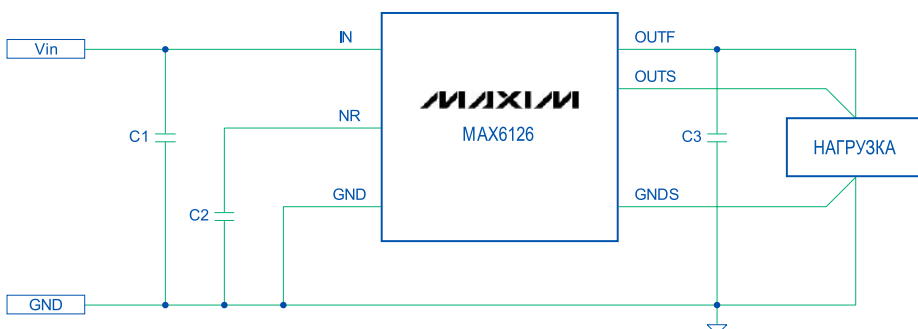 Vin
IN
OUTF
OUTS
C1
NR
MAXIM
MAX6126
C3
НАГРУЗКА
C2
GND
GNDS
GND